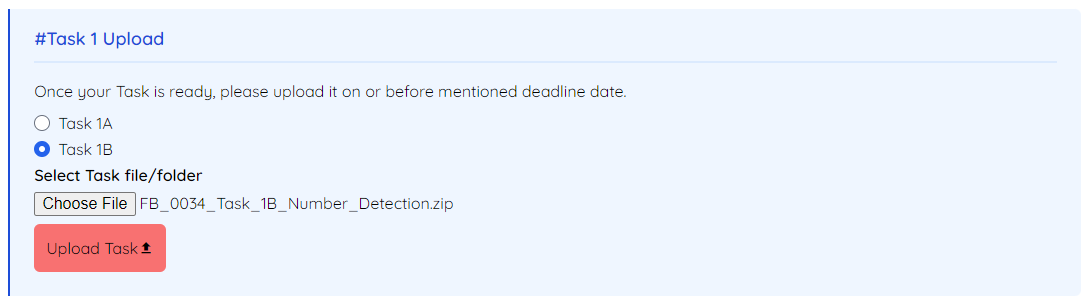 #Task 1 Upload
Once your Task is ready, please upload it on or before mentioned deadline date.
Task 1A
Task 1B
Select Task file/folder
Choose File FB_0034_Task_1B_Number_Detection.zip
Upload Task